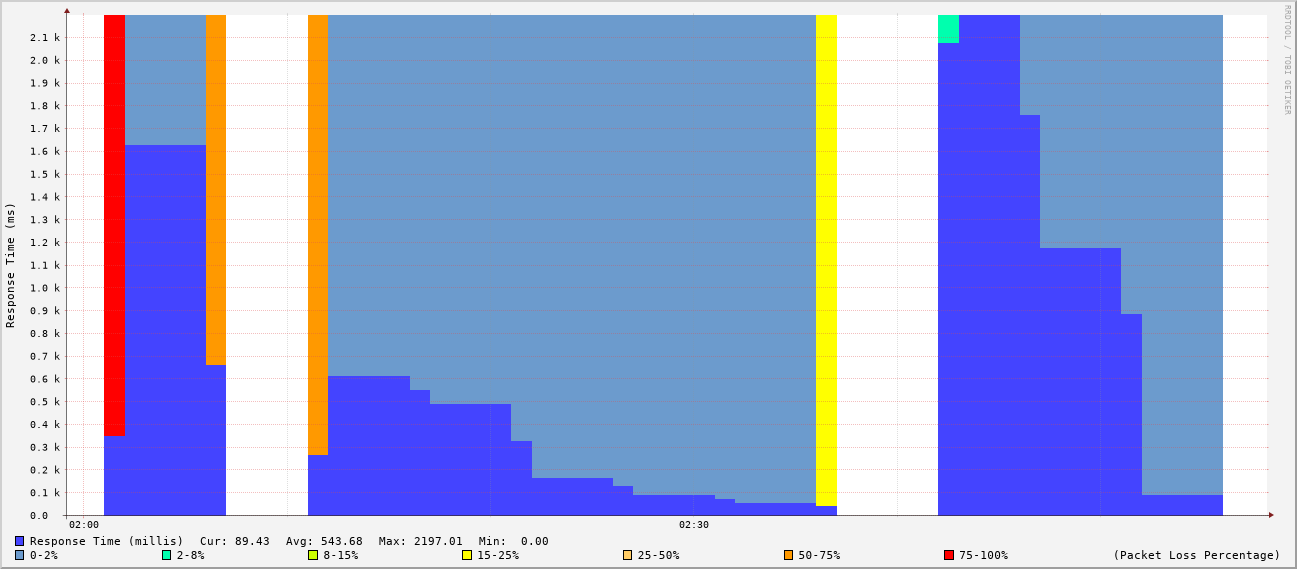 RRDTOOL / TOBI OETIKER
Response Time (ms)
2.1 k
2.0 k
1.9 k
1.8 k
1.7 k
1.6 k
1.5 k
1.4 k
1.3 k
1.2 k
1.1 k
1.0 k
0.9 k
0.8 k
0.7 k
0.6 k
0.5 k
0.4 k
0.3 k
0.2 k
0.1 k
0.0
02:00 02:30
Response Time (millis) Cur: 89.43 Avg: 543.68 Max: 2197.01 Min: 0.00
0-2% 2-8% 8-15% 15-25% 25-50% 50-75% 75-100% (Packet Loss Percentage)